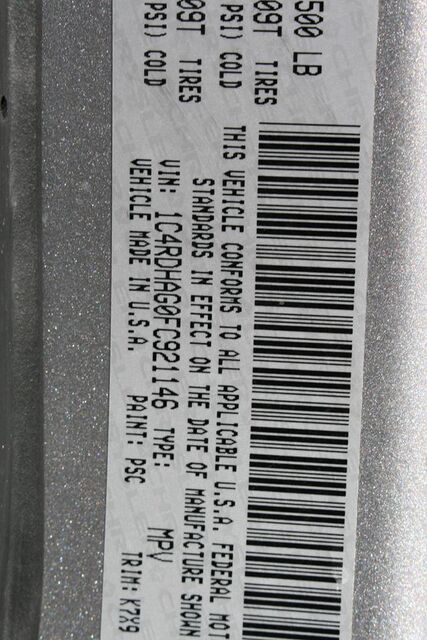 500 LB
09T TIRES
PSI) COLD
09T TIRES
PSI) COLD
THIS VEHICLE CONFORMS TO ALL APPLICABLE U.S.A. FEDERAL MOT
STANDARDS IN EFFECT ON THE DATE OF MANUFACTURE SHOWN
VIN: 1C4RDHAG0FC921146 TYPE: MPV
VEHICLE MADE IN U.S.A. PAINT: PSC TRIM: K7X9